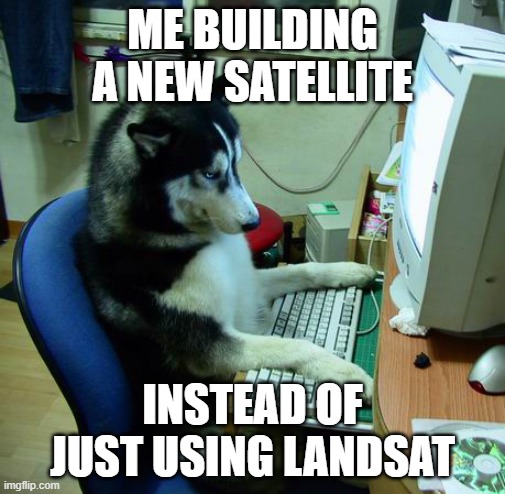 ME BUILDING
A NEW SATELLITE
INSTEAD OF
JUST USING LANDSAT
imgflip.com